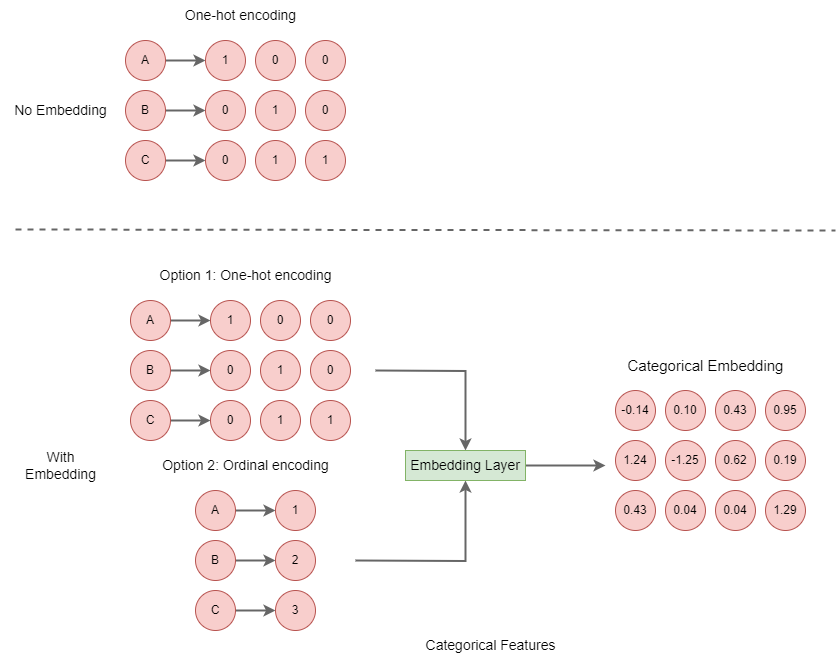 One-hot encoding
A 1 0 0
No Embedding
B 0 1 0
C 0 1 1
Option 1: One-hot encoding
A 1 0 0
B 0 1 0
C 0 1 1
With
Embedding
Option 2: Ordinal encoding
A 1
B 2
C 3
Embedding Layer
Categorical Embedding
-0.14 0.10 0.43 0.95
1.24 -1.25 0.62 0.19
0.43 0.04 0.04 1.29
Categorical Features